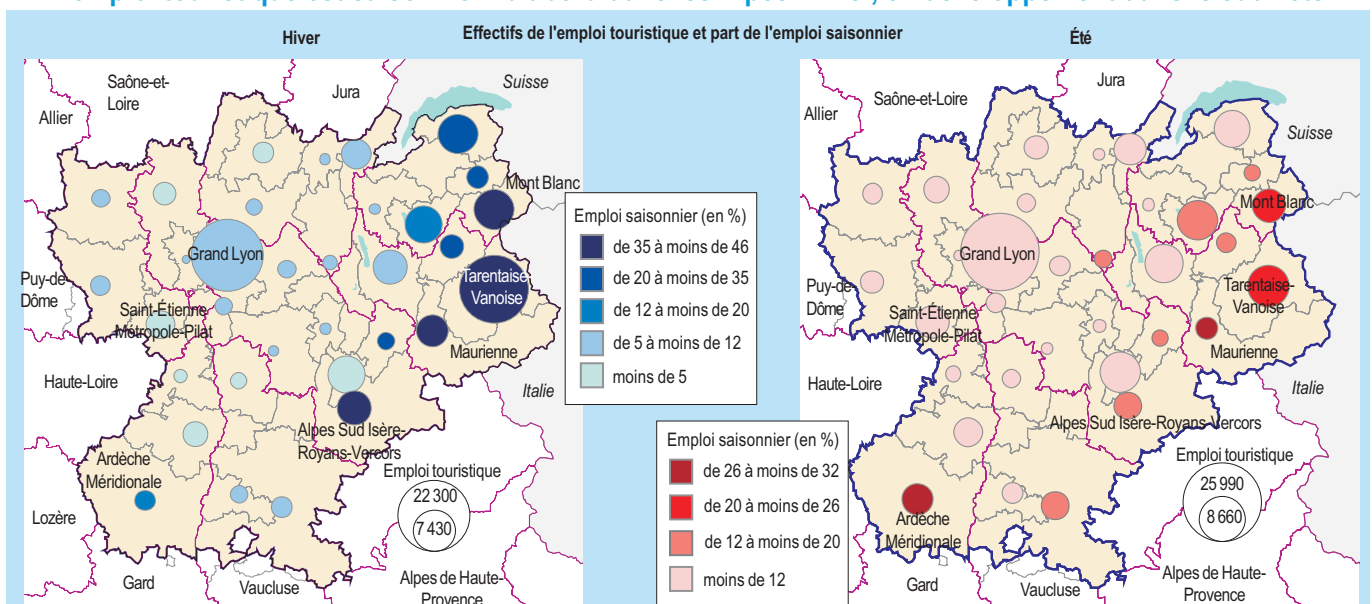 Effectifs de l'emploi touristique et part de l'emploi saisonnier
Hiver
Saône-et-
Loire
Jura
Suisse
Allier
Mont Blanc
Grand Lyon
Tarentaise-
Vanoise
Puy-de-
Dôme
Saint-Étienne
Métropole-Pilat
Maurienne
Haute-Loire
Italie
Alpes Sud Isère-
Royans-Vercors
Ardèche
Méridionale
Emploi touristique
22 300
7 430
Lozère
Gard
Vaucluse
Alpes de Haute-
Provence
Emploi saisonnier (en %)
de 35 à moins de 46
de 20 à moins de 35
de 12 à moins de 20
de 5 à moins de 12
moins de 5
Emploi saisonnier (en %)
de 26 à moins de 32
de 20 à moins de 26
de 12 à moins de 20
moins de 12
Été
Saône-et-Loire
Jura
Allier
Suisse
Mont Blanc
Grand Lyon
Tarentaise-
Vanoise
Puy-de-
Dôme
Saint-Étienne
Métropole-Pilat
Maurienne
Haute-Loire
Italie
Alpes Sud Isère-Royans-Vercors
Emploi touristique
25 990
8 660
Ardèche
Méridionale
Lozère
Gard
Vaucluse
Alpes de Haute-
Provence